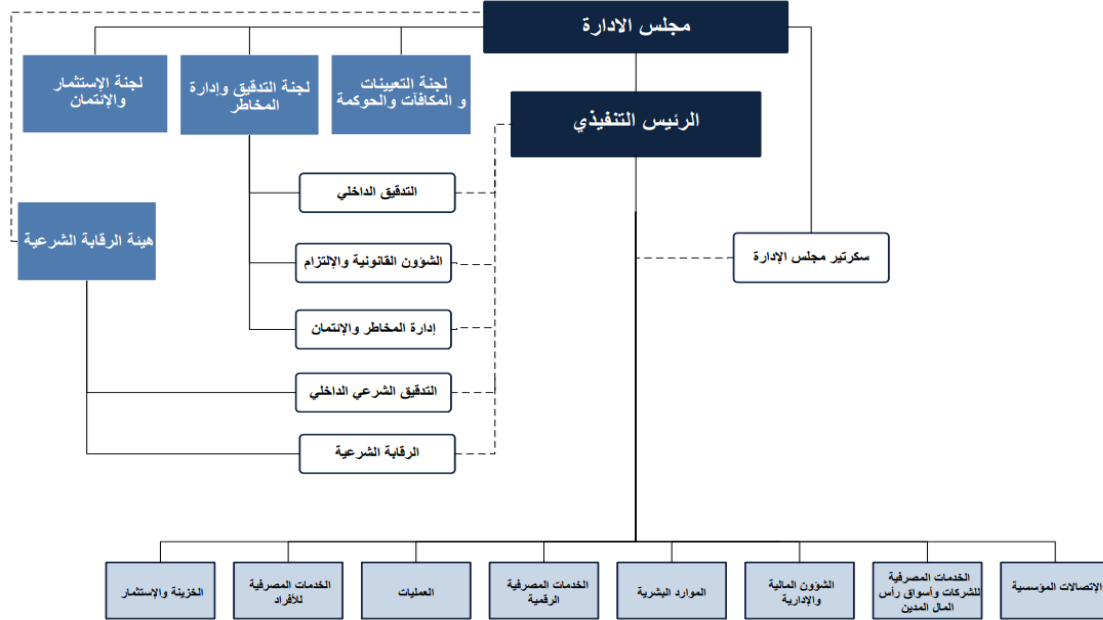 مجلس الادارة
لجنة التعيينات
و المكافآت والحوكمة
لجنة التدقيق وإدارة
المخاطر
لجنة الإستثمار
والإئتمان
الرئيس التنفيذي
التدقيق الداخلي
هيئة الرقابة الشرعية
سكرتير مجلس الإدارة
الشؤون القانونية والإلتزام
إدارة المخاطر والإئتمان
التدقيق الشرعي الداخلي
الرقابة الشرعية
الإتصالات المؤسسية
الخدمات المصرفية
للشركات وأسواق رأس
المال المدين
الشؤون المالية
والإدارية
الموارد البشرية
الخدمات المصرفية
الرقمية
العمليات
الخدمات المصرفية
للأفراد
الخزينة والإستثمار